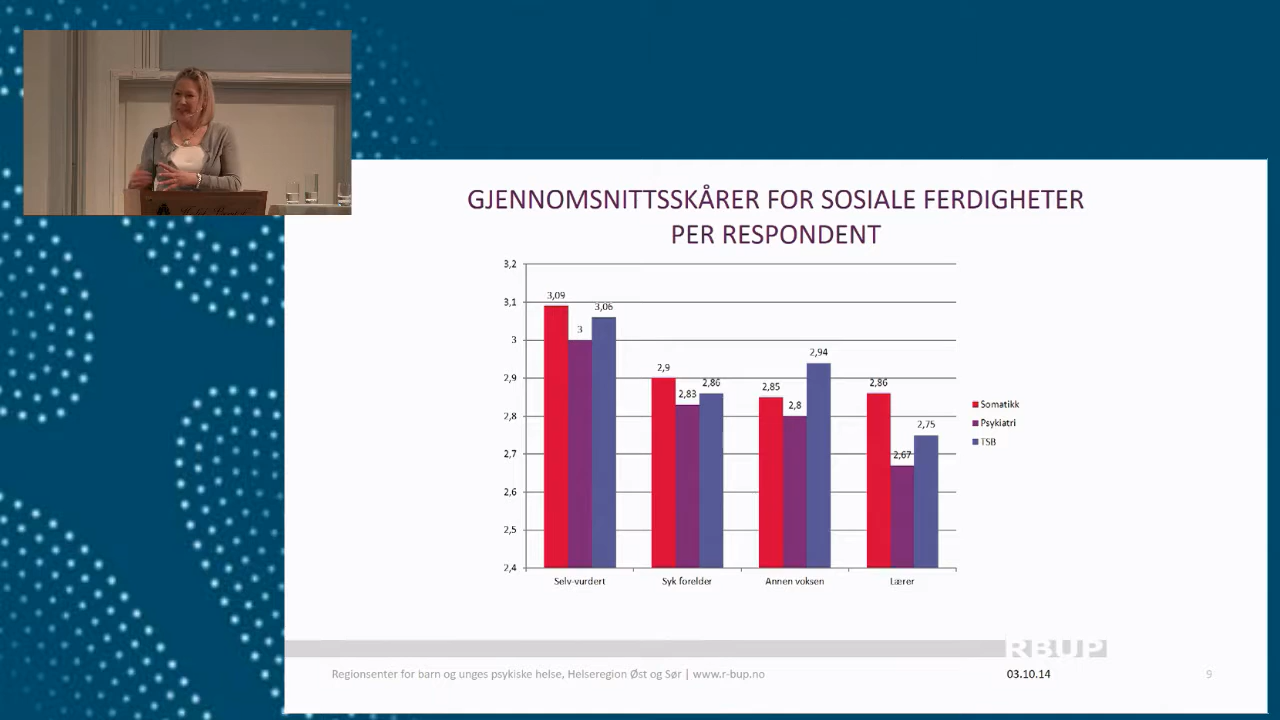 GJENNOMSNITTSSKÅRER FOR SOSIALE FERDIGHETER
PER RESPONDENT
3,2
3,1
3
2,9
2,8
2,7
2,6
2,5
2,4
3,09
3
3,06
2,9
2,83
2,86
2,85
2,8
2,94
2,86
2,67
2,75
Selv-vurdert
Syk forelder
Annen voksen
Lærer
Somatikk
Psykiatri
TSB
RBUP
Regionsenter for barn og unges psykiske helse, Helseregion Øst og Sør | www.r-bup.no
03.10.14
9